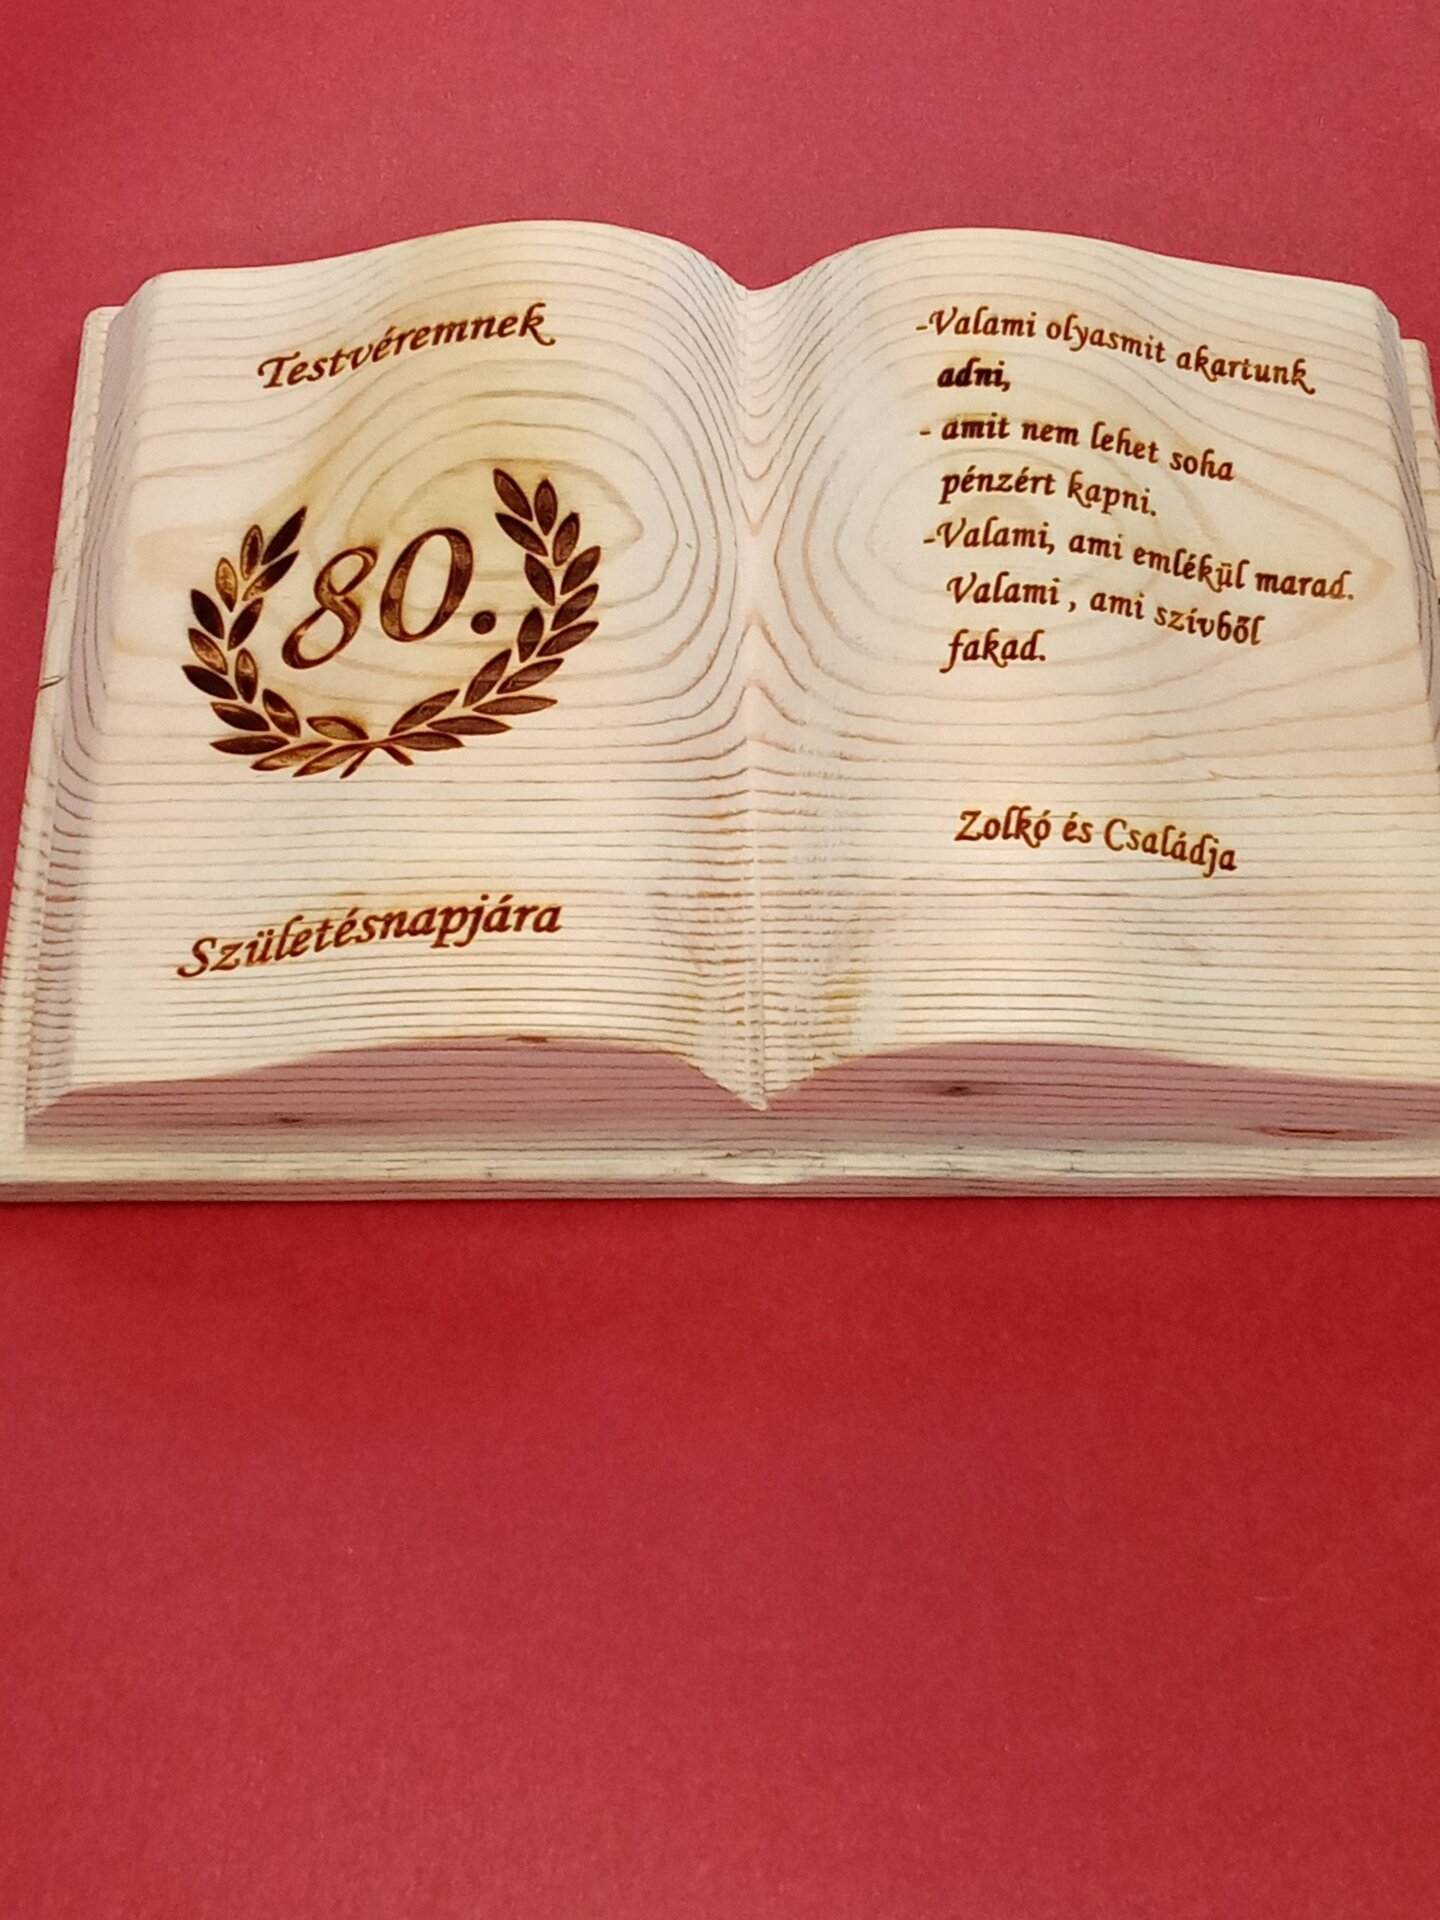 Testvéremnek
80.
Születésnapjára
-Valami olyasmit akartunk
adni,
- amit nem lehet soha
pénzért kapni.
-Valami, ami emlékül marad.
Valami , ami szívből
fakad.
Zolkó és Családja